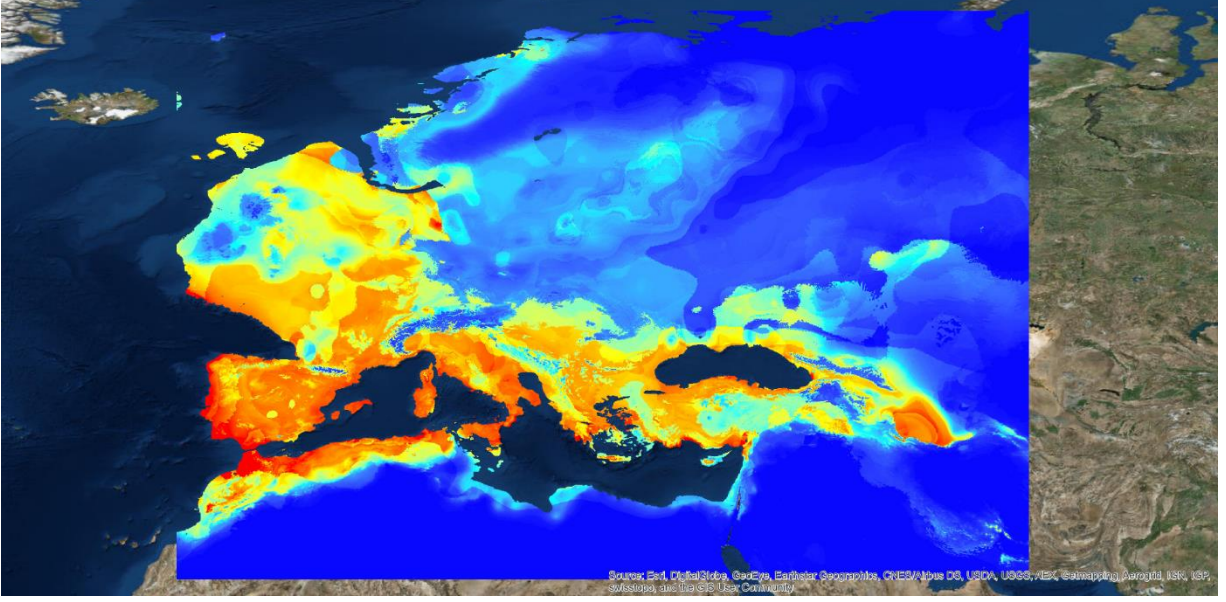 Source: Esri, DigitalGlobe, GeoEye, Earthstar Geographics, CNES/Airbus DS, USDA, USGS, AEX, Getmapping, Aerogrid, IGN, IGP,
swisstopo, and the GIS User Community